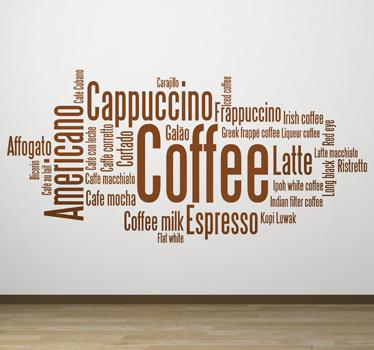 Carajillo
Iced coffee
Café Cubano
Cappuccino
Frappuccino
Irish coffee
Americano
Café con leche
Caffè corretto
Cortado
Galão
Greek frappé coffee
Liqueur coffee
Red eye
Affogato
Bicerin
Cafe au lait
Coffee
Latte
Latte macchiato
Ristretto
Long black
Caffè macchiato
Ipoh white coffee
Cafe mocha
Indian filter coffee
Coffee milk
Espresso
Kopi Luwak
Flat white